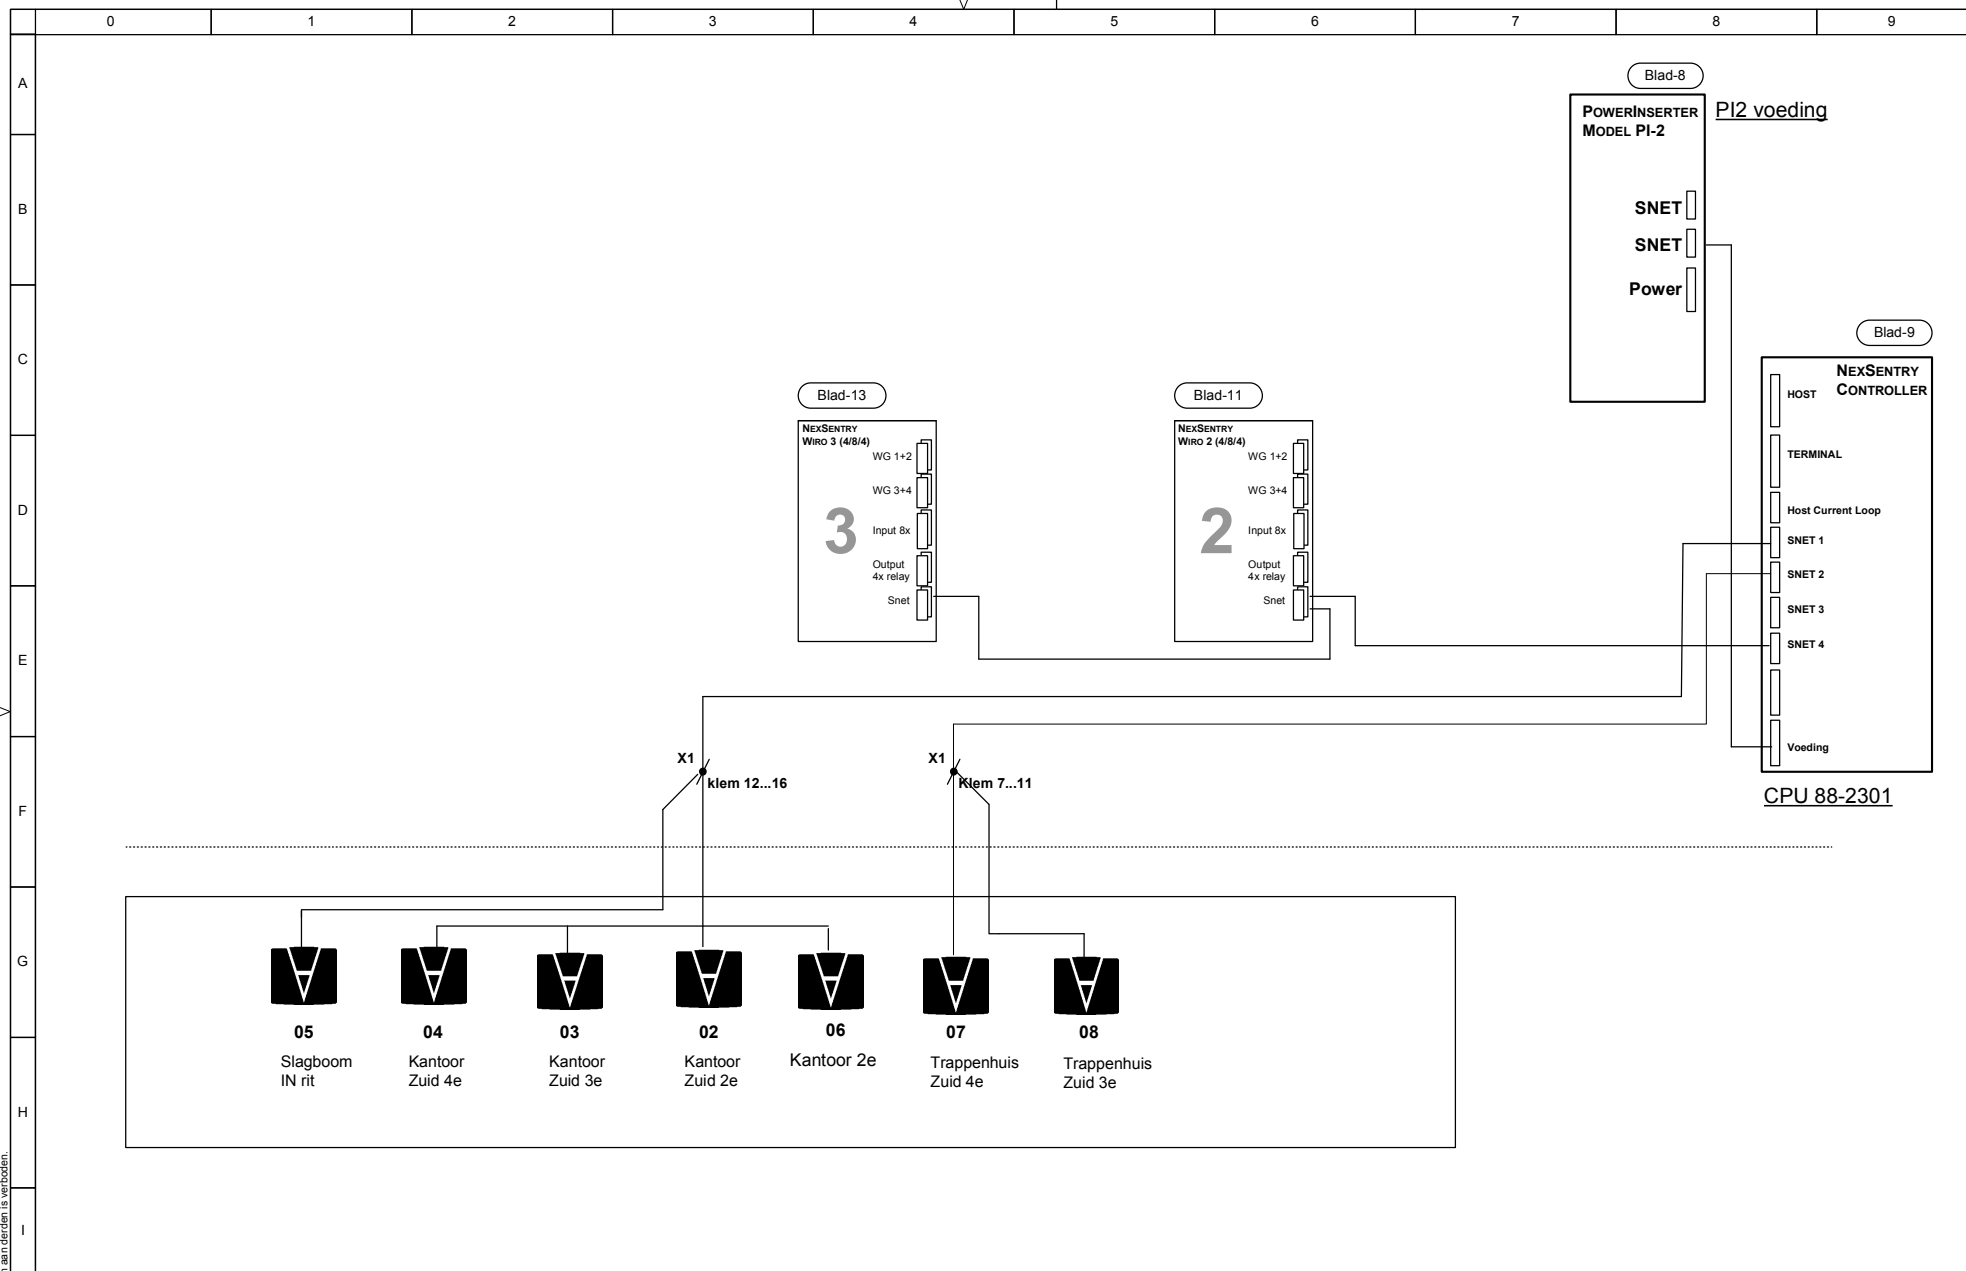 0 1 2 3 4 5 6 7 8 9
A
B
C
D
E
F
G
H
I
Blad-8
POWERINSERTER
MODEL PI-2
PI2 voeding
SNET
SNET
Power
Blad-9
NEXSENTRY
CONTROLLER
HOST
TERMINAL
Host Current Loop
SNET 1
SNET 2
SNET 3
SNET 4
Voeding
CPU 88-2301
Blad-13
NEXSENTRY
WIRO 3 (4/8/4)
WG 1+2
WG 3+4
3
Input 8x
Output
4x relay
Snet
Blad-11
NEXSENTRY
WIRO 2 (4/8/4)
WG 1+2
WG 3+4
2
Input 8x
Output
4x relay
Snet
X1
klem 12...16
X1
Klem 7...11
05
Slagboom
IN rit
04
Kantoor
Zuid 4e
03
Kantoor
Zuid 3e
02
Kantoor
Zuid 2e
06
Kantoor 2e
07
Trappenhuis
Zuid 4e
08
Trappenhuis
Zuid 3e
aan derden is verboden.